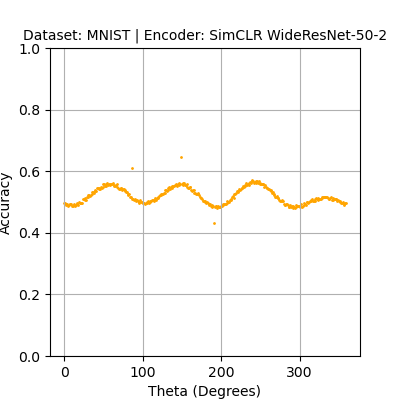 Dataset: MNIST | Encoder: SimCLR WideResNet-50-2
1.0
0.8
0.6
0.4
0.2
0.0
Accuracy
0 100 200 300
Theta (Degrees)